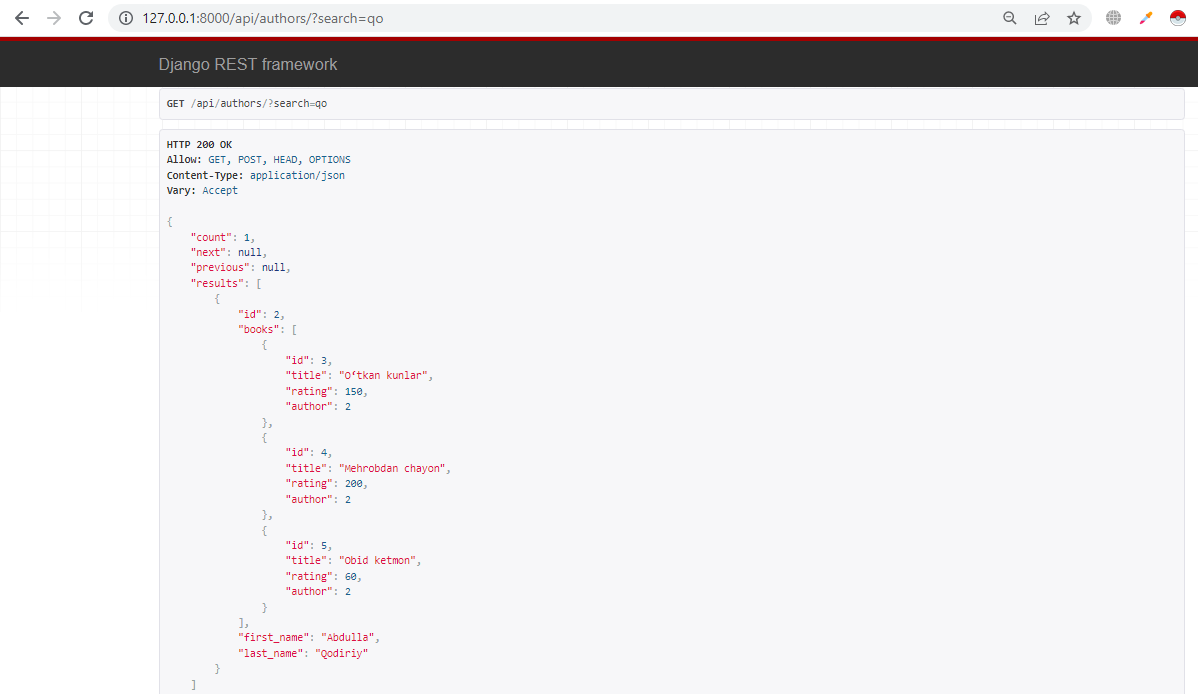 127.0.0.1:8000/api/authors/?search=qo
Django REST framework
GET /api/authors/?search=qo
HTTP 200 OK
Allow: GET, POST, HEAD, OPTIONS
Content-Type: application/json
Vary: Accept
{
    "count": 1,
    "next": null,
    "previous": null,
    "results": [
        {
            "id": 2,
            "books": [
                {
                    "id": 3,
                    "title": "O‘tkan kunlar",
                    "rating": 150,
                    "author": 2
                },
                {
                    "id": 4,
                    "title": "Mehrobdan chayon",
                    "rating": 200,
                    "author": 2
                },
                {
                    "id": 5,
                    "title": "Obid ketmon",
                    "rating": 60,
                    "author": 2
                }
            ],
            "first_name": "Abdulla",
            "last_name": "Qodiriy"
        }
    ]